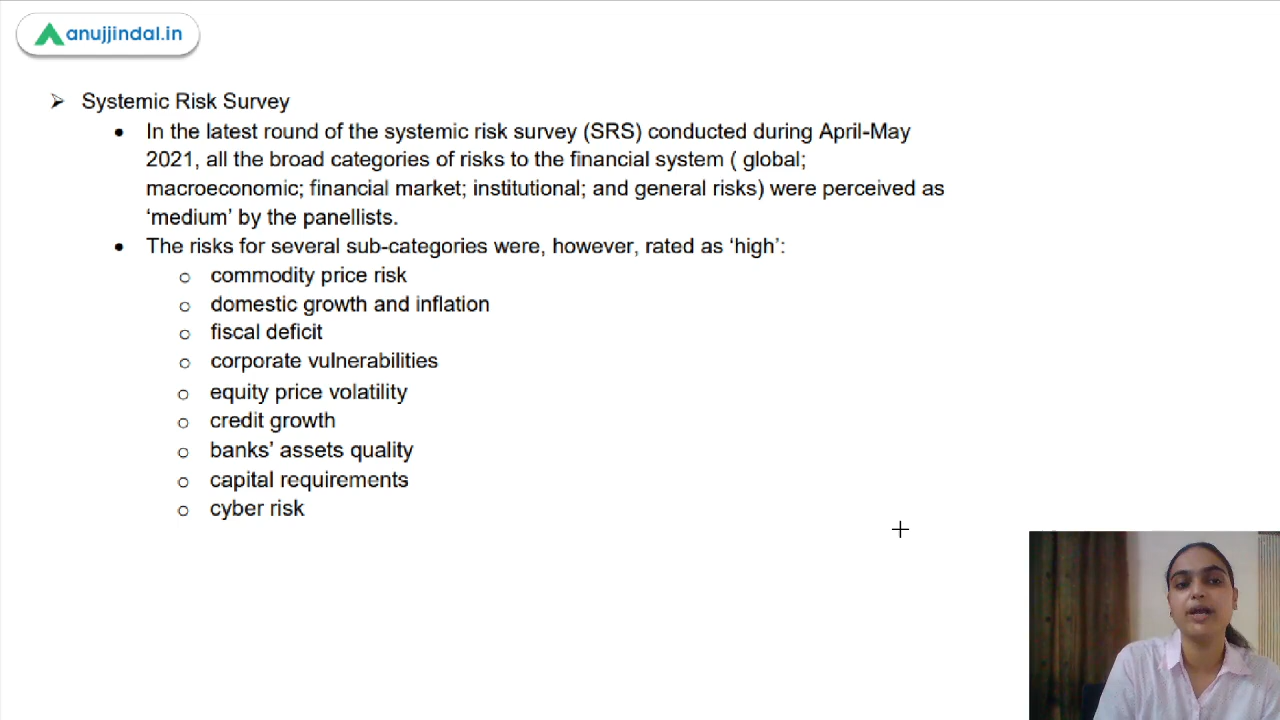 anujjindal.in
➢ Systemic Risk Survey
• In the latest round of the systemic risk survey (SRS) conducted during April-May
2021, all the broad categories of risks to the financial system ( global;
macroeconomic; financial market; institutional; and general risks) were perceived as
‘medium’ by the panellists.
• The risks for several sub-categories were, however, rated as ‘high’:
o commodity price risk
o domestic growth and inflation
o fiscal deficit
o corporate vulnerabilities
o equity price volatility
o credit growth
o banks’ assets quality
o capital requirements
o cyber risk